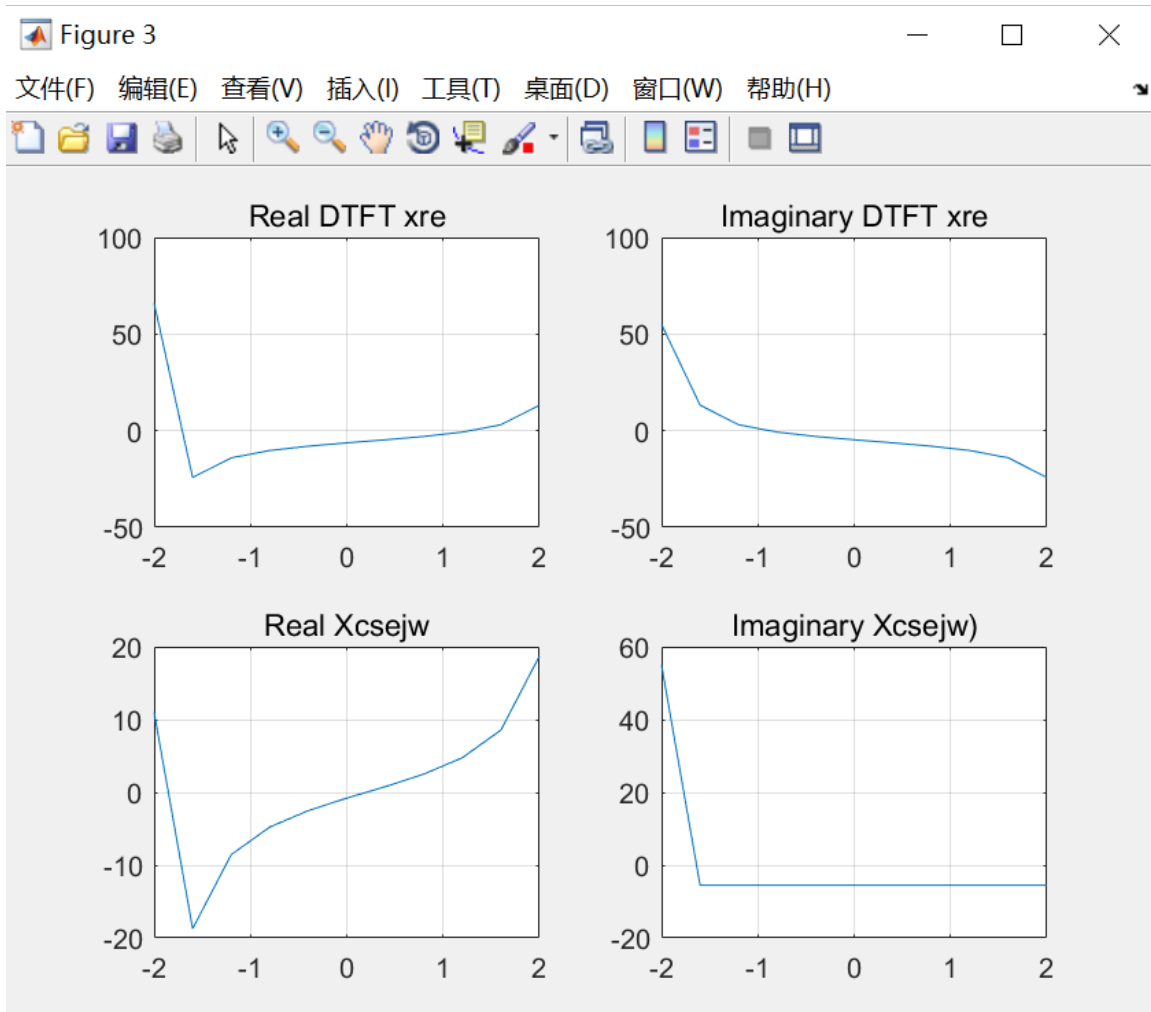 Figure 3
文件(F) 编辑(E) 查看(V) 插入(I) 工具(T) 桌面(D) 窗口(W) 帮助(H)
Real DTFT xre
100
50
0
-50
-2 -1 0 1 2
Imaginary DTFT xre
100
50
0
-50
-2 -1 0 1 2
Real Xcsejw
20
10
0
-10
-20
-2 -1 0 1 2
Imaginary Xcsejw)
60
40
20
0
-20
-2 -1 0 1 2